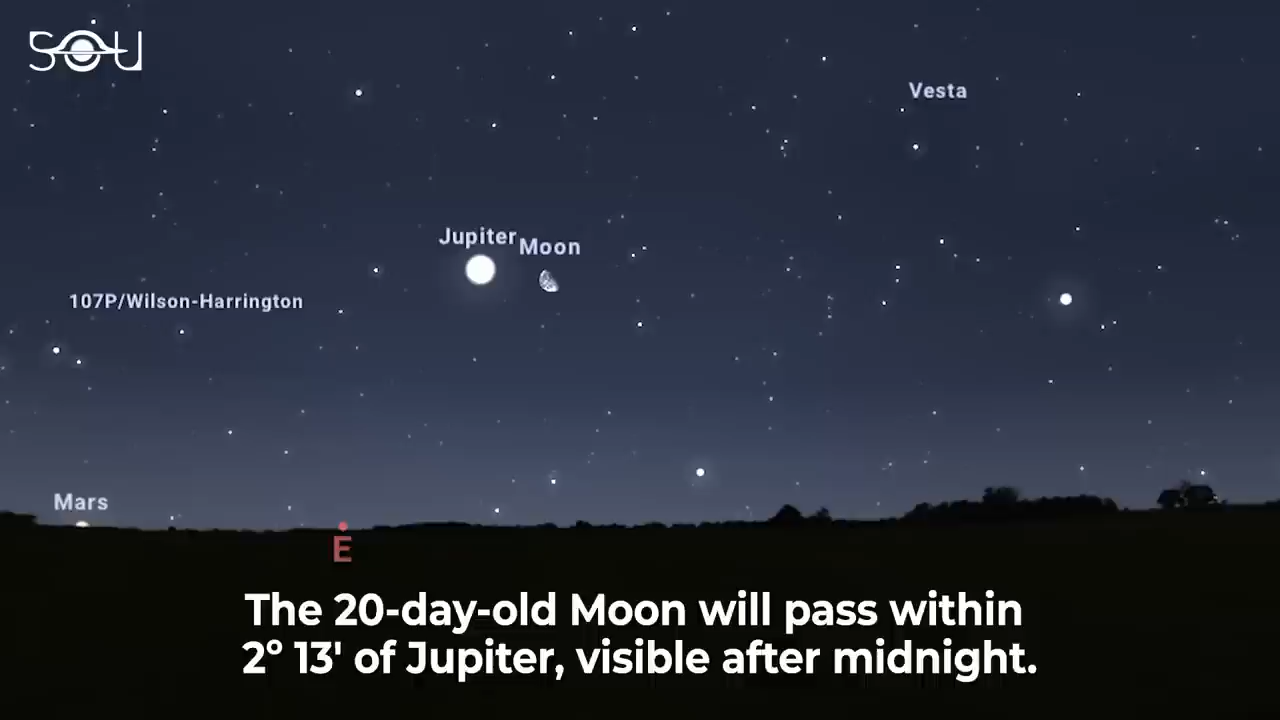 SOU
Vesta
Jupiter
Moon
107P/Wilson-Harrington
Mars
E
The 20-day-old Moon will pass within
2º 13' of Jupiter, visible after midnight.